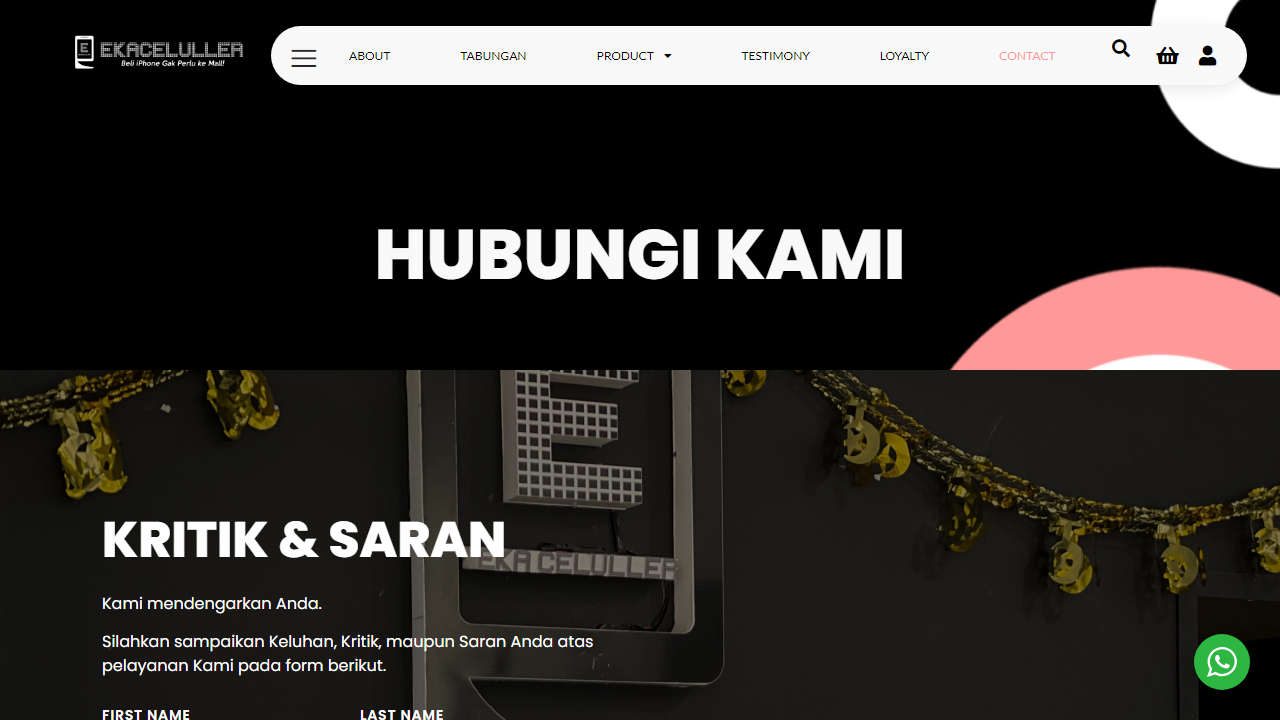 EKACELULLER
Beli iPhone Gak Perlu ke Mall!
ABOUT
TABUNGAN
PRODUCT
TESTIMONY
LOYALTY
CONTACT
HUBUNGI KAMI
E
EKACELULLER
KRITIK & SARAN
Kami mendengarkan Anda.
Silahkan sampaikan Keluhan, Kritik, maupun Saran Anda atas
pelayanan Kami pada form berikut.
FIRST NAME
LAST NAME